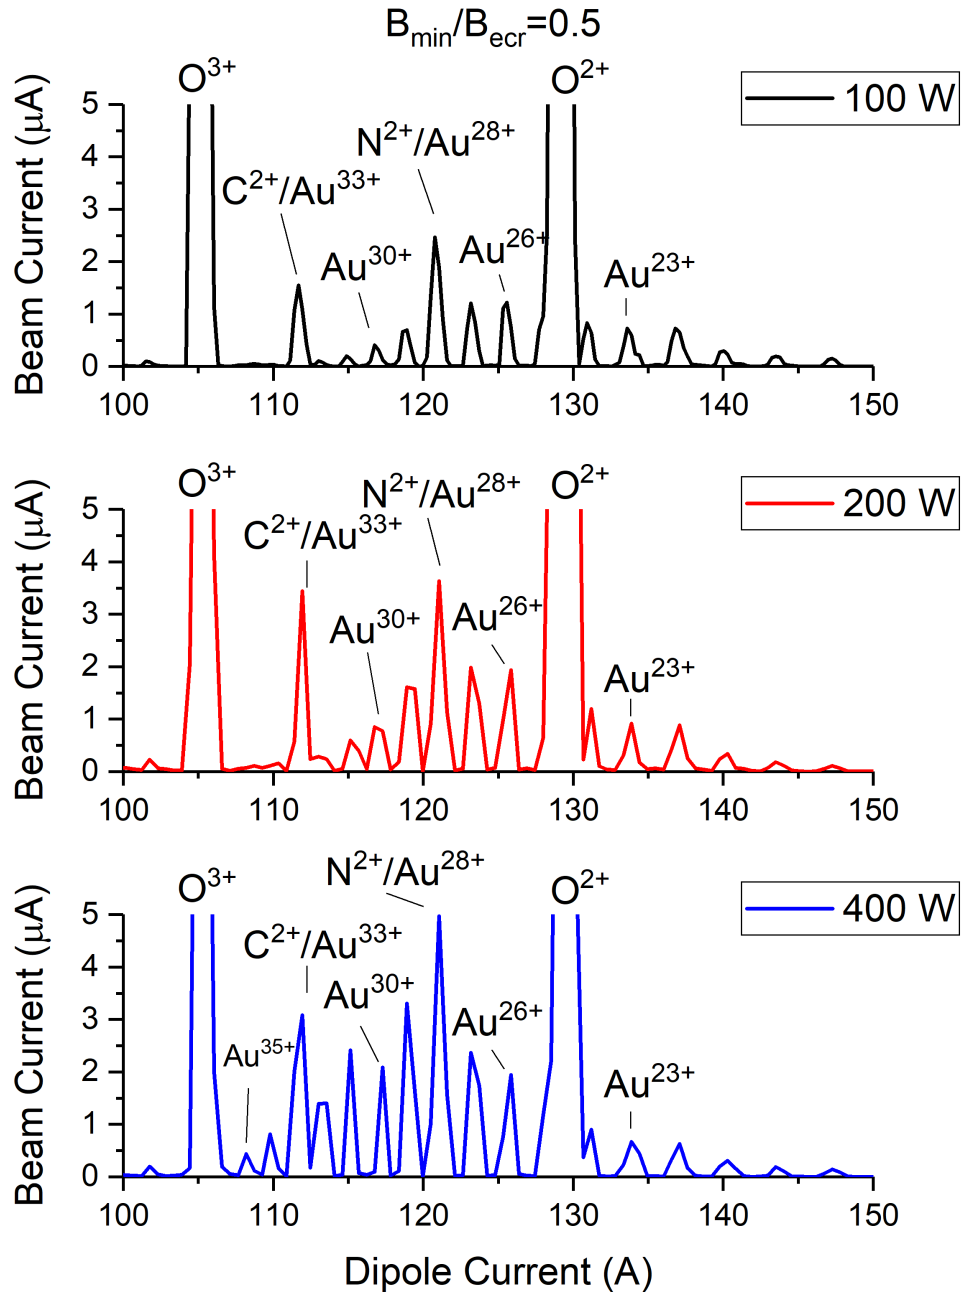 B_min/B_ecr=0.5
O³⁺
O²⁺
100 W
N²⁺/Au²⁸⁺
C²⁺/Au³³⁺
Au³⁰⁺
Au²⁶⁺
Au²³⁺
Beam Current (μA)
5
4
3
2
1
0
100 110 120 130 140 150
O³⁺
N²⁺/Au²⁸⁺
O²⁺
200 W
C²⁺/Au³³⁺
Au³⁰⁺
Au²⁶⁺
Au²³⁺
Beam Current (μA)
5
4
3
2
1
0
100 110 120 130 140 150
N²⁺/Au²⁸⁺
O³⁺
O²⁺
400 W
C²⁺/Au³³⁺
Au³⁰⁺
Au²⁶⁺
Au³⁵⁺
Au²³⁺
Beam Current (μA)
5
4
3
2
1
0
100 110 120 130 140 150
Dipole Current (A)